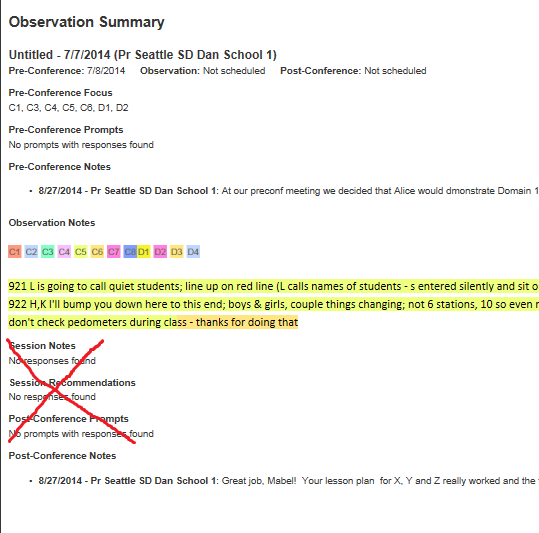 Observation Summary
Untitled - 7/7/2014 (Pr Seattle SD Dan School 1)
Pre-Conference: 7/8/2014 Observation: Not scheduled Post-Conference: Not scheduled
Pre-Conference Focus
C1, C3, C4, C5, C6, D1, D2
Pre-Conference Prompts
No prompts with responses found
Pre-Conference Notes
• 8/27/2014 - Pr Seattle SD Dan School 1: At our preconf meeting we decided that Alice would dmonstrate Domain 1
Observation Notes
C1 C2 C3 C4 C5 C6 C7 C8 D1 D2 D3 D4
921 L is going to call quiet students; line up on red line (L calls names of students - s entered silently and sit o
922 H,K I'll bump you down here to this end; boys & girls, couple things changing; not 6 stations, 10 so even
don't check pedometers during class - thanks for doing that
Session Notes
No responses found
Session Recommendations
No responses found
Post-Conference Prompts
No prompts with responses found
Post-Conference Notes
• 8/27/2014 - Pr Seattle SD Dan School 1: Great job, Mabel! Your lesson plan for X, Y and Z really worked and the